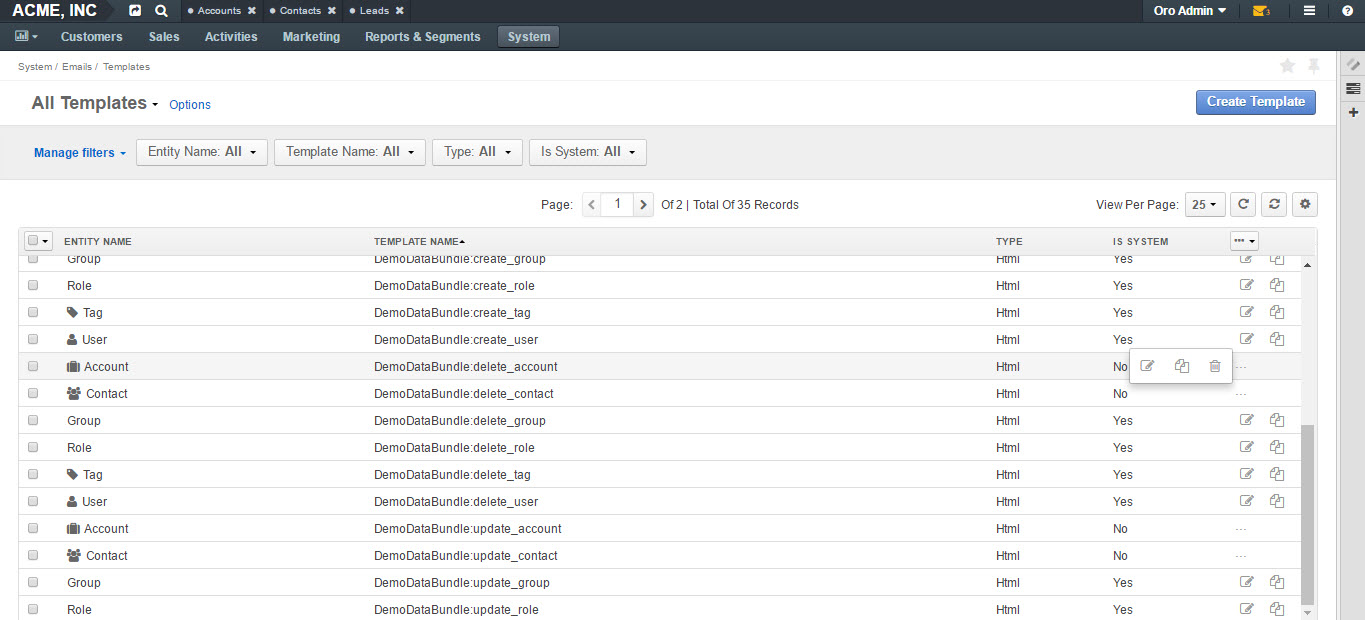 ACME, INC Accounts Contacts Leads Oro Admin 3
Customers Sales Activities Marketing Reports & Segments System
System / Emails / Templates
All Templates Options Create Template
Manage filters Entity Name: All Template Name: All Type: All Is System: All
Page: 1 Of 2 | Total Of 35 Records View Per Page: 25
ENTITY NAME TEMPLATE NAME TYPE IS SYSTEM
Group DemoDataBundle:create_group Html Yes
Role DemoDataBundle:create_role Html Yes
Tag DemoDataBundle:create_tag Html Yes
User DemoDataBundle:create_user Html Yes
Account DemoDataBundle:delete_account Html No ...
Contact DemoDataBundle:delete_contact Html No ...
Group DemoDataBundle:delete_group Html Yes
Role DemoDataBundle:delete_role Html Yes
Tag DemoDataBundle:delete_tag Html Yes
User DemoDataBundle:delete_user Html Yes
Account DemoDataBundle:update_account Html No ...
Contact DemoDataBundle:update_contact Html No ...
Group DemoDataBundle:update_group Html Yes
Role DemoDataBundle:update_role Html Yes